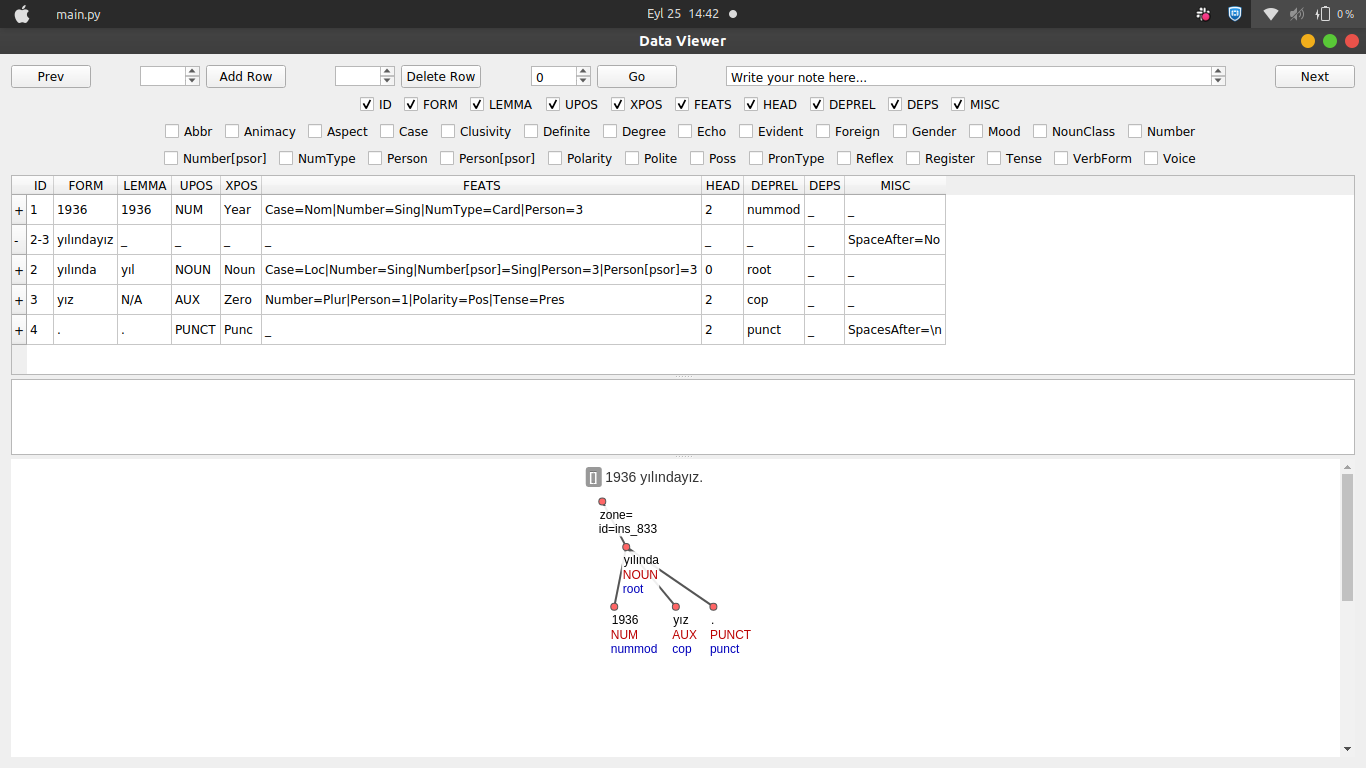 main.py Eyl 25 14:42 0 %
Data Viewer
Prev Add Row Delete Row 0 Go Write your note here... Next
ID FORM LEMMA UPOS XPOS FEATS HEAD DEPREL DEPS MISC
Abbr Animacy Aspect Case Clusivity Definite Degree Echo Evident Foreign Gender Mood NounClass Number
Number[psor] NumType Person Person[psor] Polarity Polite Poss PronType Reflex Register Tense VerbForm Voice
ID FORM LEMMA UPOS XPOS FEATS HEAD DEPREL DEPS MISC
+ 1 1936 1936 NUM Year Case=Nom|Number=Sing|NumType=Card|Person=3 2 nummod _ _
- 2-3 yılındayız _ _ _ _ _ _ _ SpaceAfter=No
+ 2 yılında yıl NOUN Noun Case=Loc|Number=Sing|Number[psor]=Sing|Person=3|Person[psor]=3 0 root _ _
+ 3 yız N/A AUX Zero Number=Plur|Person=1|Polarity=Pos|Tense=Pres 2 cop _ _
+ 4 . . PUNCT Punc _ 2 punct _ SpacesAfter=\n
[] 1936 yılındayız.
zone=
id=ins_833
yılında
NOUN
root
1936 yız .
NUM AUX PUNCT
nummod cop punct